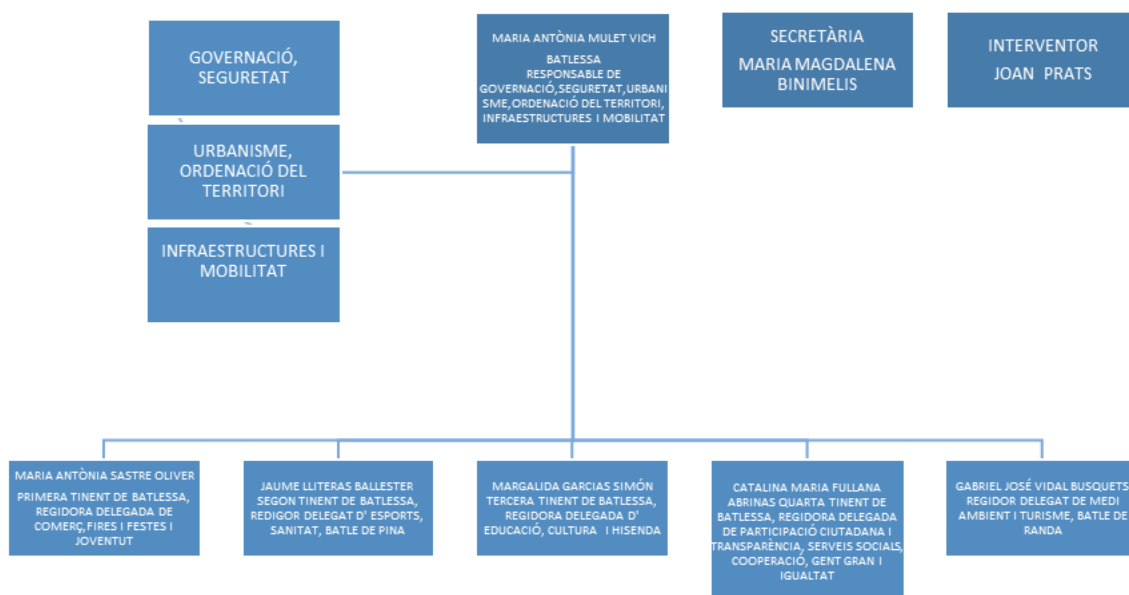 GOVERNACIÓ,
SEGURETAT
URBANISME,
ORDENACIÓ DEL
TERRITORI
INFRAESTRUCTURES I
MOBILITAT
MARIA ANTÒNIA MULET VICH
BATLESSA
RESPONSABLE DE
GOVERNACIÓ,SEGURETAT,URBANI
SME,ORDENACIÓ DEL TERRITORI,
INFRAESTRUCTURES I MOBILITAT
SECRETÀRIA
MARIA MAGDALENA
BINIMELIS
INTERVENTOR
JOAN PRATS
MARIA ANTÒNIA SASTRE OLIVER
PRIMERA TINENT DE BATLESSA,
REGIDORA DELEGADA DE
COMERÇ,FIRES I FESTES I
JOVENTUT
JAUME LLITERAS BALLESTER
SEGON TINENT DE BATLESSA,
REDIGOR DELEGAT D' ESPORTS,
SANITAT, BATLE DE PINA
MARGALIDA GARCIAS SIMÓN
TERCERA TINENT DE BATLESSA,
REGIDORA DELEGADA D'
EDUCACIÓ, CULTURA I HISENDA
CATALINA MARIA FULLANA
ABRINAS QUARTA TINENT DE
BATLESSA, REGIDORA DELEGADA
DE PARTICIPACIÓ CIUTADANA I
TRANSPARÈNCIA, SERVEIS SOCIALS,
COOPERACIÓ, GENT GRAN I
IGUALTAT
GABRIEL JOSÉ VIDAL BUSQUETS
REGIDOR DELEGAT DE MEDI
AMBIENT I TURISME, BATLE DE
RANDA